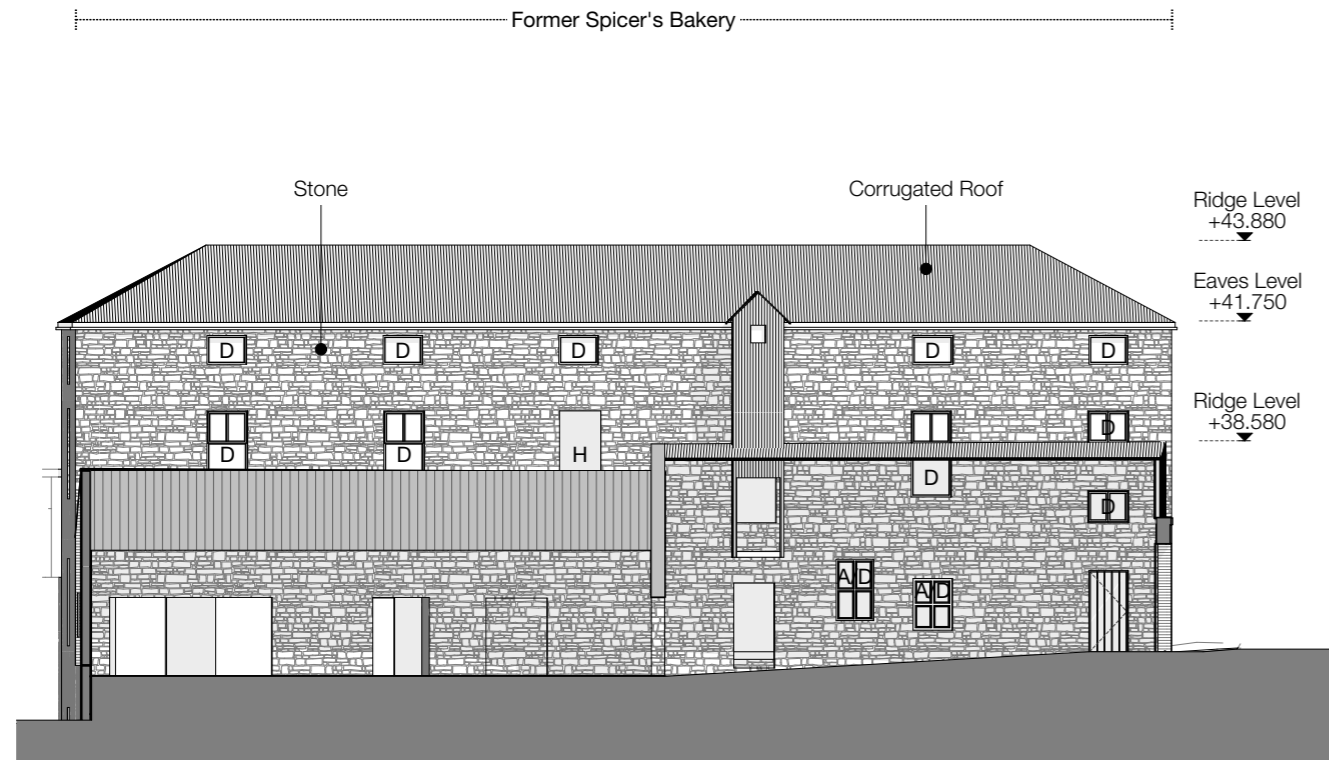 Former Spicer's Bakery
Stone
Corrugated Roof
Ridge Level
+43.880
Eaves Level
+41.750
D D D D D
Ridge Level
+38.580
D D H D
D
D
A/D A/D